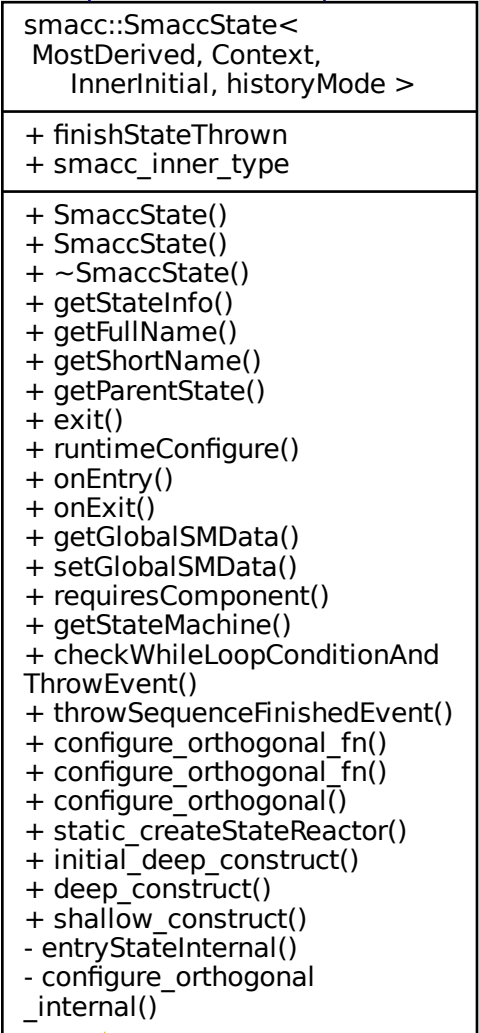 smacc::SmaccState<
MostDerived, Context,
InnerInitial, historyMode >
+ finishStateThrown
+ smacc_inner_type
+ SmaccState()
+ SmaccState()
+ ~SmaccState()
+ getStateInfo()
+ getFullName()
+ getShortName()
+ getParentState()
+ exit()
+ runtimeConfigure()
+ onEntry()
+ onExit()
+ getGlobalSMData()
+ setGlobalSMData()
+ requiresComponent()
+ getStateMachine()
+ checkWhileLoopConditionAnd
ThrowEvent()
+ throwSequenceFinishedEvent()
+ configure_orthogonal_fn()
+ configure_orthogonal_fn()
+ configure_orthogonal()
+ static_createStateReactor()
+ initial_deep_construct()
+ deep_construct()
+ shallow_construct()
- entryStateInternal()
- configure_orthogonal
_internal()